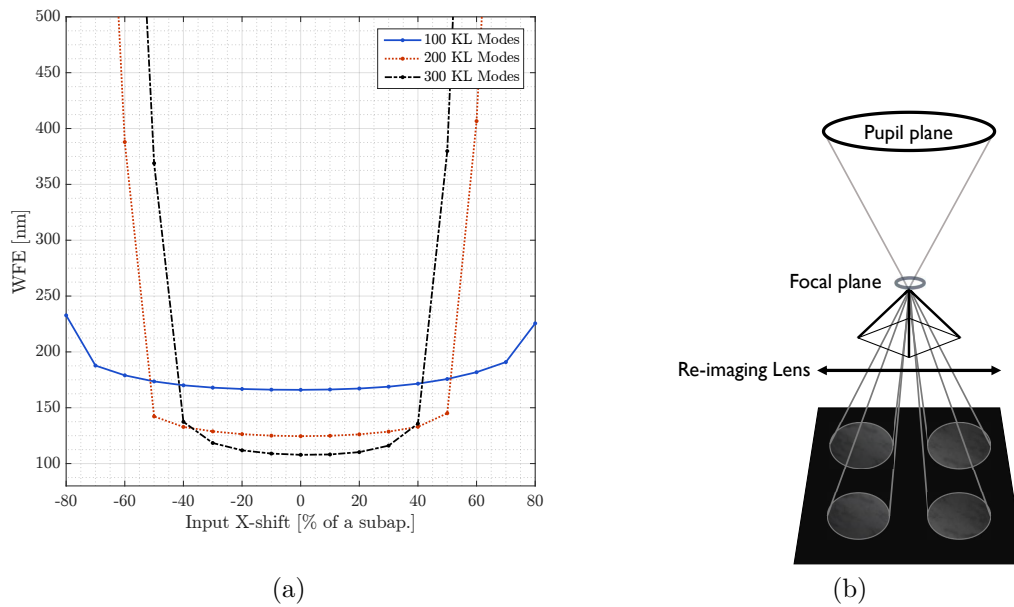 500
450
400
350
300
250
200
150
100
WFE [nm]
100 KL Modes
200 KL Modes
300 KL Modes
-80 -60 -40 -20 0 20 40 60 80
Input X-shift [% of a subap.]
(a)
Pupil plane
Focal plane
Re-imaging Lens
(b)